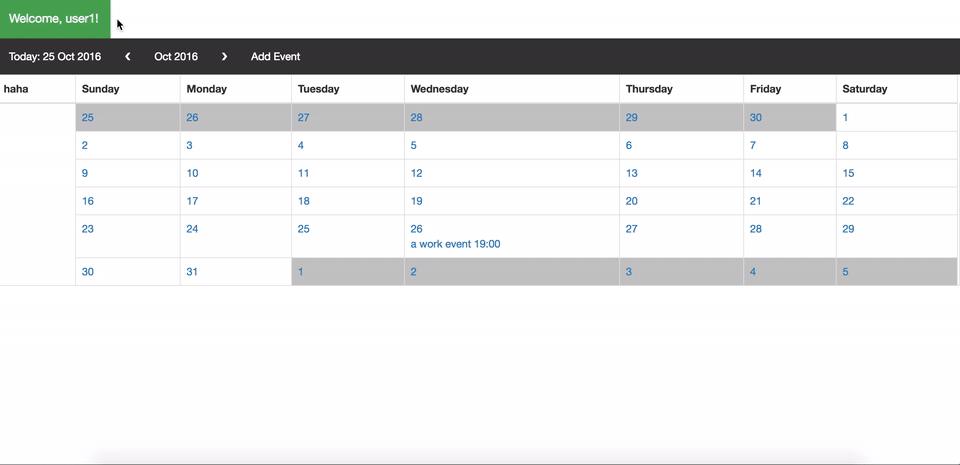 Welcome, user1!
Today: 25 Oct 2016 ‹ Oct 2016 › Add Event
haha Sunday Monday Tuesday Wednesday Thursday Friday Saturday
25 26 27 28 29 30 1
2 3 4 5 6 7 8
9 10 11 12 13 14 15
16 17 18 19 20 21 22
23 24 25 26 27 28 29
a work event 19:00
30 31 1 2 3 4 5